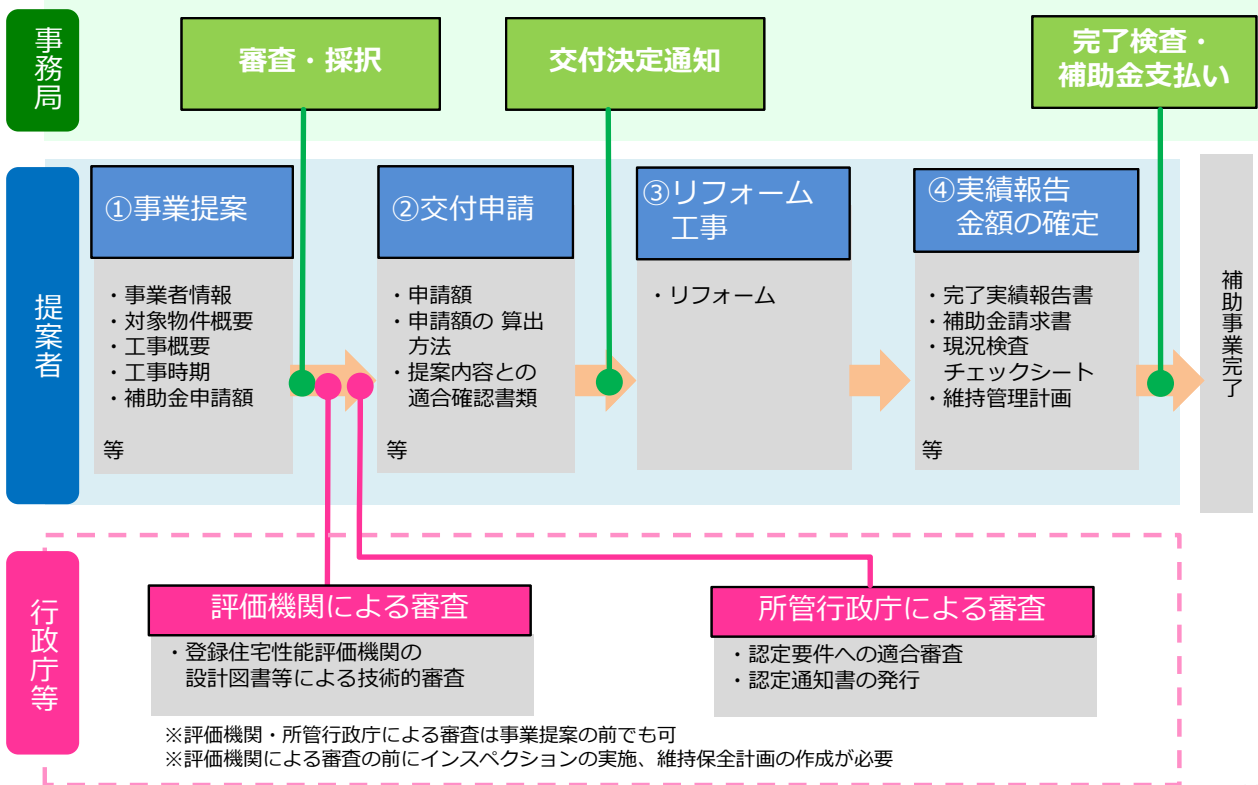 事務局
審査・採択
交付決定通知
完了検査・
補助金支払い
提案者
①事業提案
・事業者情報
・対象物件概要
・工事概要
・工事時期
・補助金申請額
等
②交付申請
・申請額
・申請額の 算出
方法
・提案内容との
適合確認書類
等
③リフォーム
工事
・リフォーム
④実績報告
金額の確定
・完了実績報告書
・補助金請求書
・現況検査
チェックシート
・維持管理計画
等
補助事業完了
行政庁等
評価機関による審査
・登録住宅性能評価機関の
設計図書等による技術的審査
所管行政庁による審査
・認定要件への適合審査
・認定通知書の発行
※評価機関・所管行政庁による審査は事業提案の前でも可
※評価機関による審査の前にインスペクションの実施、維持保全計画の作成が必要